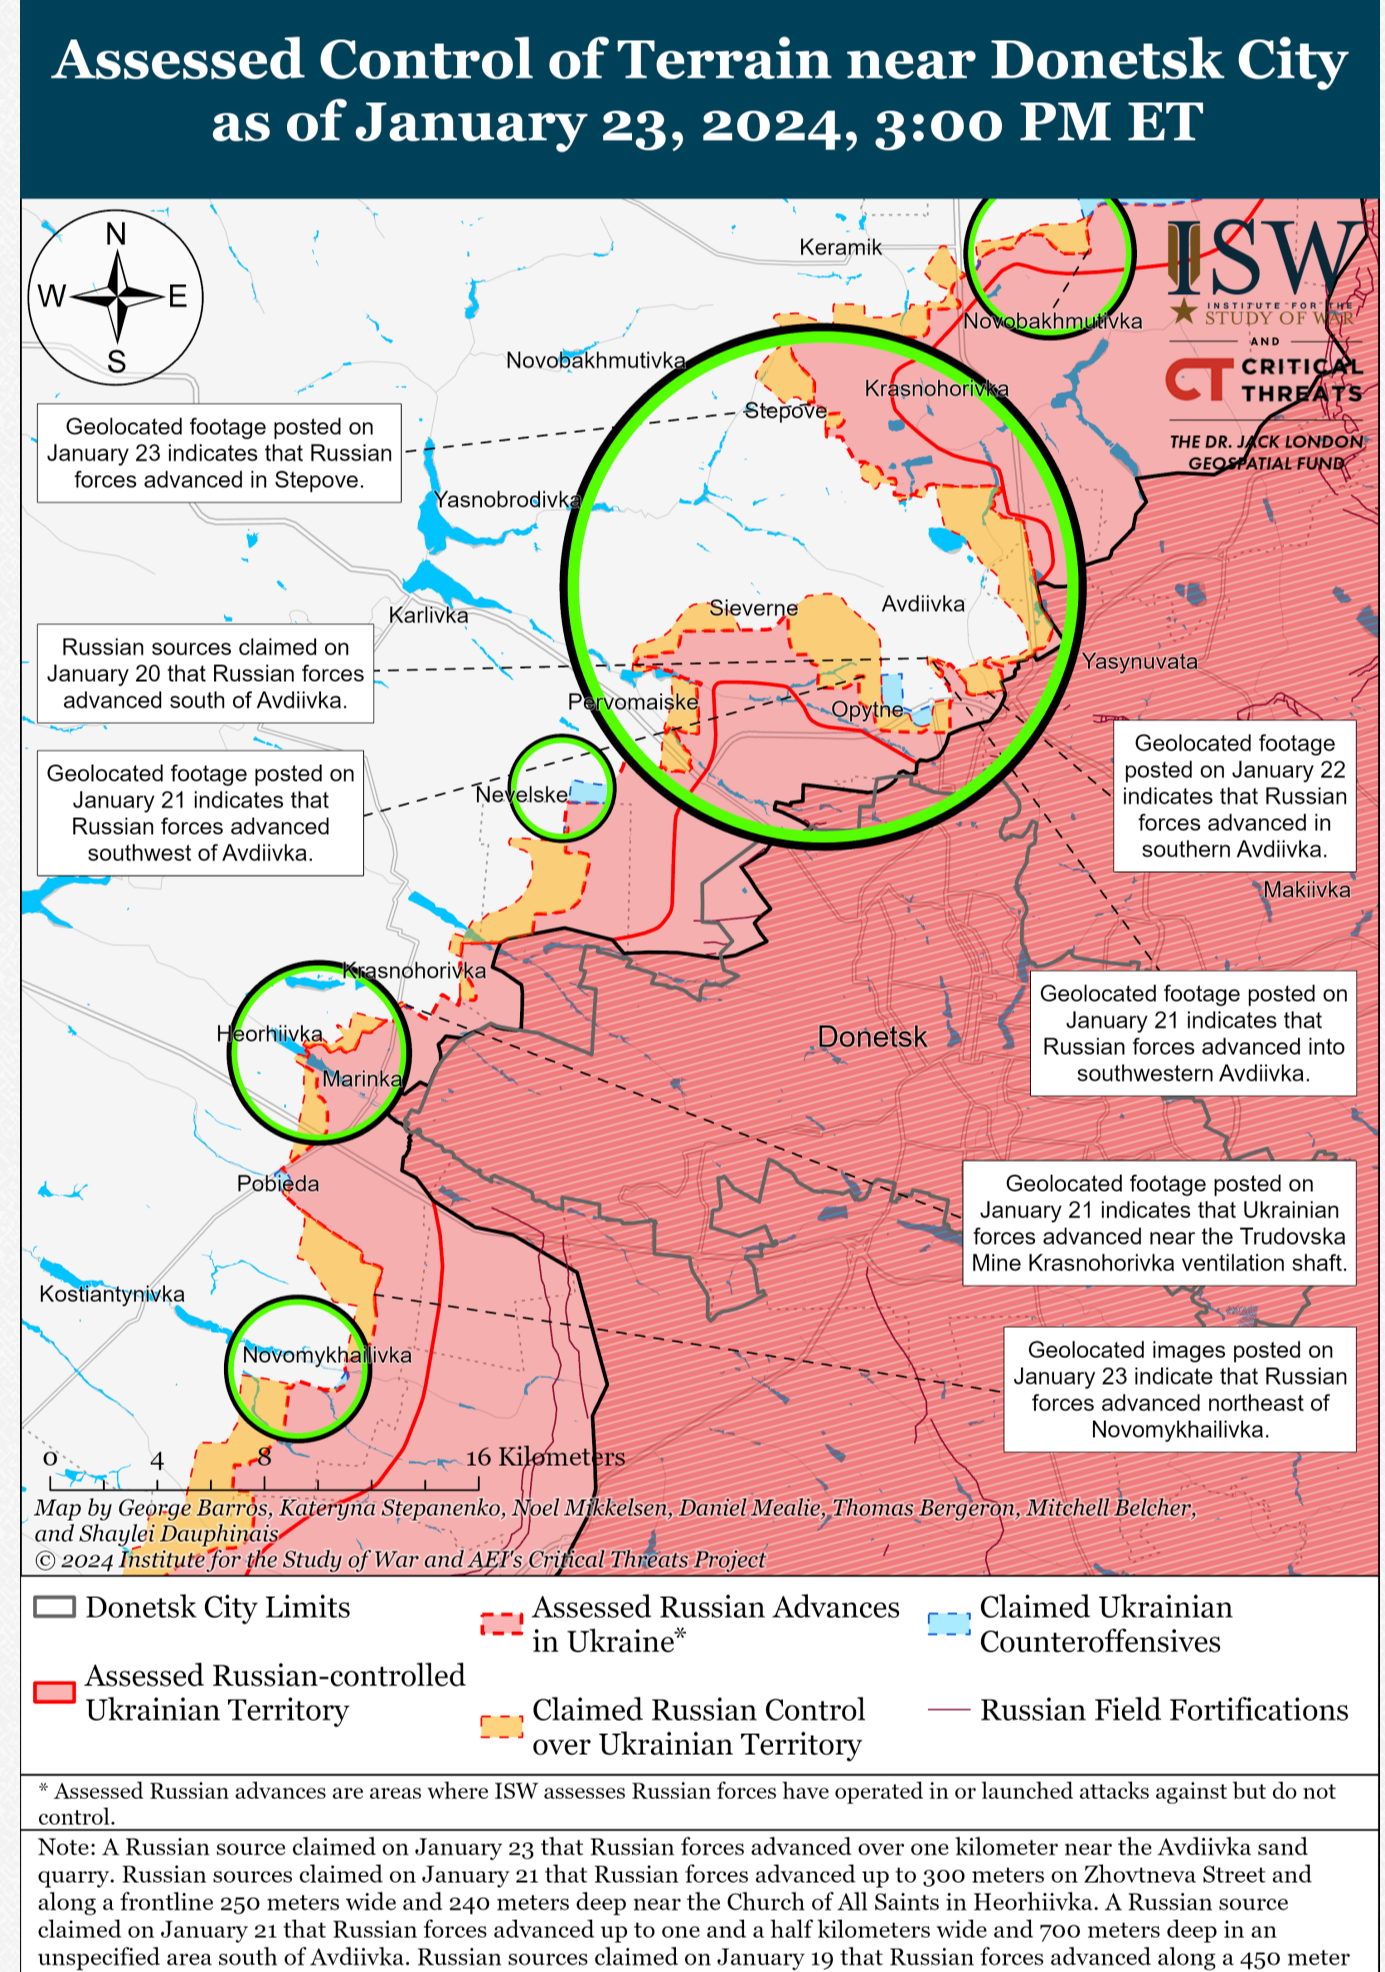 Assessed Control of Terrain near Donetsk City
as of January 23, 2024, 3:00 PM ET
N
W
E
S
ISW
INSTITUTE FOR THE
STUDY OF WAR
AND
CT
CRITICAL
THREATS
THE DR. JACK LONDON
GEOSPATIAL FUND
Keramik
Novobakhmutivka
Novobakhmutivka
Krasnohorivka
Stepove
Geolocated footage posted on
January 23 indicates that Russian
forces advanced in Stepove.
Yasnobrodivka
Karlivka
Sieverne
Avdiivka
Russian sources claimed on
January 20 that Russian forces
advanced south of Avdiivka.
Yasynuvata
Pervomaiske
Opytne
Geolocated footage
posted on January 22
indicates that Russian
forces advanced in
southern Avdiivka.
Geolocated footage posted on
January 21 indicates that
Russian forces advanced
southwest of Avdiivka.
Nevelske
Makiivka
Krasnohorivka
Geolocated footage posted on
January 21 indicates that
Russian forces advanced into
southwestern Avdiivka.
Heorhiivka
Donetsk
Marinka
Pobieda
Geolocated footage posted on
January 21 indicates that Ukrainian
forces advanced near the Trudovska
Mine Krasnohorivka ventilation shaft.
Kostiantynivka
Novomykhailivka
Geolocated images posted on
January 23 indicate that Russian
forces advanced northeast of
Novomykhailivka.
0 4 8 16 Kilometers
Map by George Barros, Kateryna Stepanenko, Noel Mikkelsen, Daniel Mealie, Thomas Bergeron, Mitchell Belcher,
and Shaylei Dauphinais
© 2024 Institute for the Study of War and AEI's Critical Threats Project
Donetsk City Limits
Assessed Russian-controlled
Ukrainian Territory
Assessed Russian Advances
in Ukraine*
Claimed Russian Control
over Ukrainian Territory
Claimed Ukrainian
Counteroffensives
Russian Field Fortifications
* Assessed Russian advances are areas where ISW assesses Russian forces have operated in or launched attacks against but do not
control.
Note: A Russian source claimed on January 23 that Russian forces advanced over one kilometer near the Avdiivka sand
quarry. Russian sources claimed on January 21 that Russian forces advanced up to 300 meters on Zhovtneva Street and
along a frontline 250 meters wide and 240 meters deep near the Church of All Saints in Heorhiivka. A Russian source
claimed on January 21 that Russian forces advanced up to one and a half kilometers wide and 700 meters deep in an
unspecified area south of Avdiivka. Russian sources claimed on January 19 that Russian forces advanced along a 450 meter